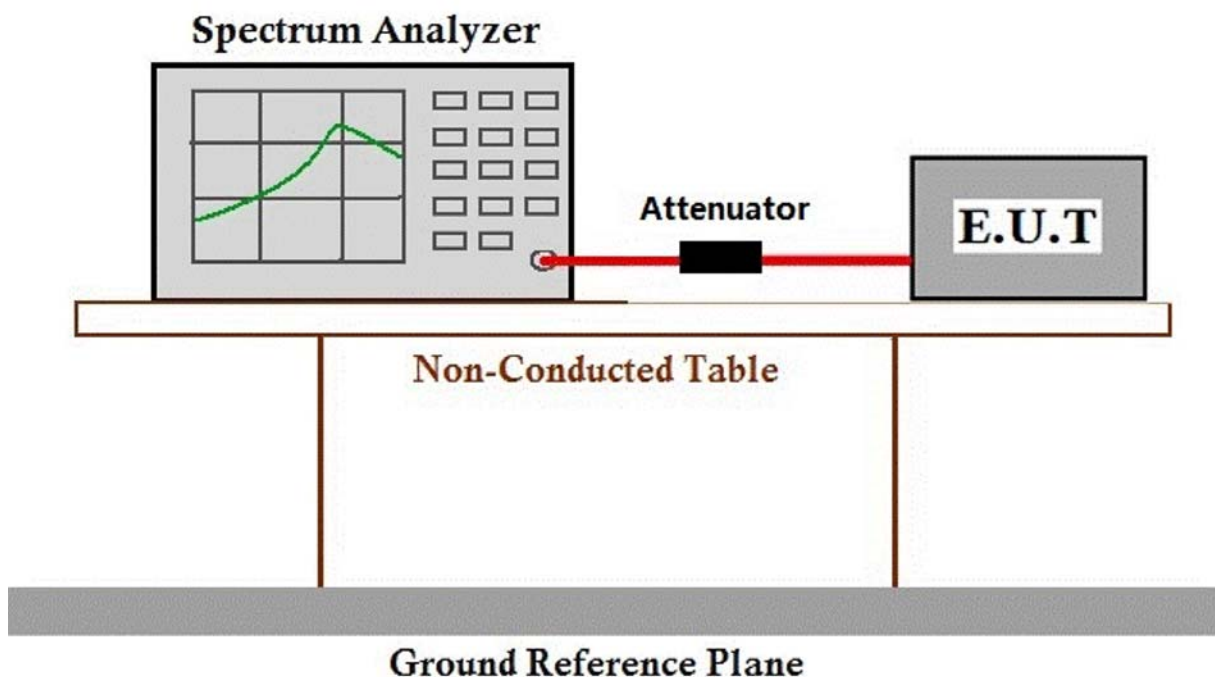 Spectrum Analyzer
Attenuator
E.U.T
Non-Conducted Table
Ground Reference Plane